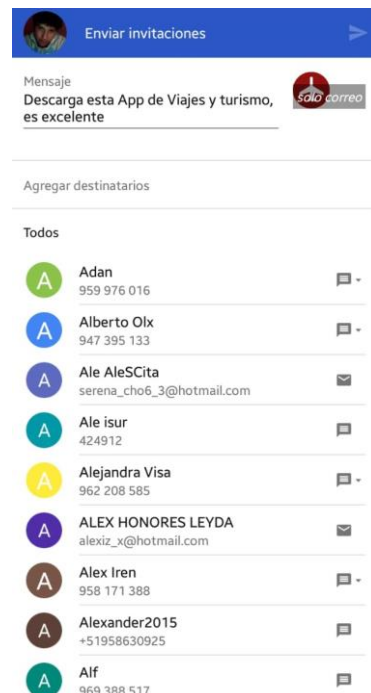 Enviar invitaciones
Mensaje
Descarga esta App de Viajes y turismo,
es excelente
solo correo
Agregar destinatarios
Todos
A
Adan
959 976 016
A
Alberto Olx
947 395 133
A
Ale AleSCita
serena_cho6_3@hotmail.com
A
Ale isur
424912
A
Alejandra Visa
962 208 585
A
ALEX HONORES LEYDA
alexiz_x@hotmail.com
A
Alex Iren
958 171 388
A
Alexander2015
+51958630925
A
Alf
969 388 517